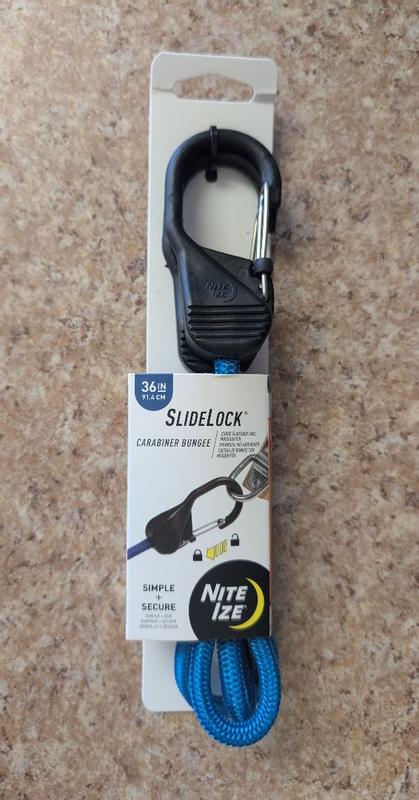 NITE
IZE
36 IN
91.4 CM
SLIDELOCK®
CARABINER BUNGEE
SIMPLE
+
SECURE
NITE
IZE®